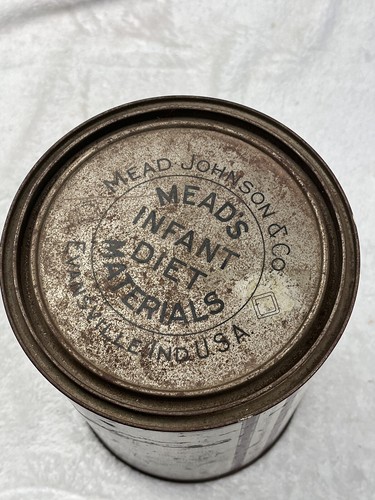 MEAD JOHNSON & CO.
MEAD'S
INFANT
DIET
MATERIALS
EVANSVILLE IND U.S.A.